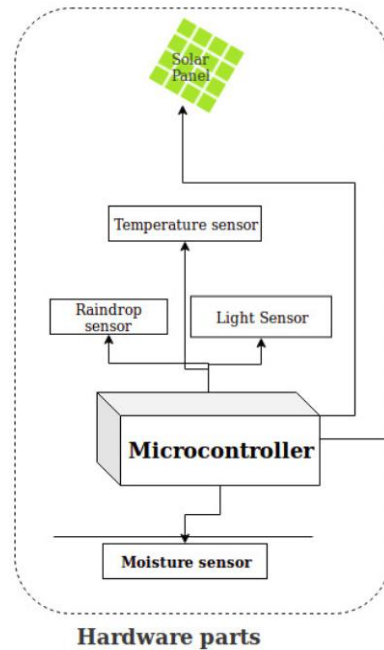 Solar
Panel
Temperature sensor
Raindrop
sensor
Light Sensor
Microcontroller
Moisture sensor
Hardware parts